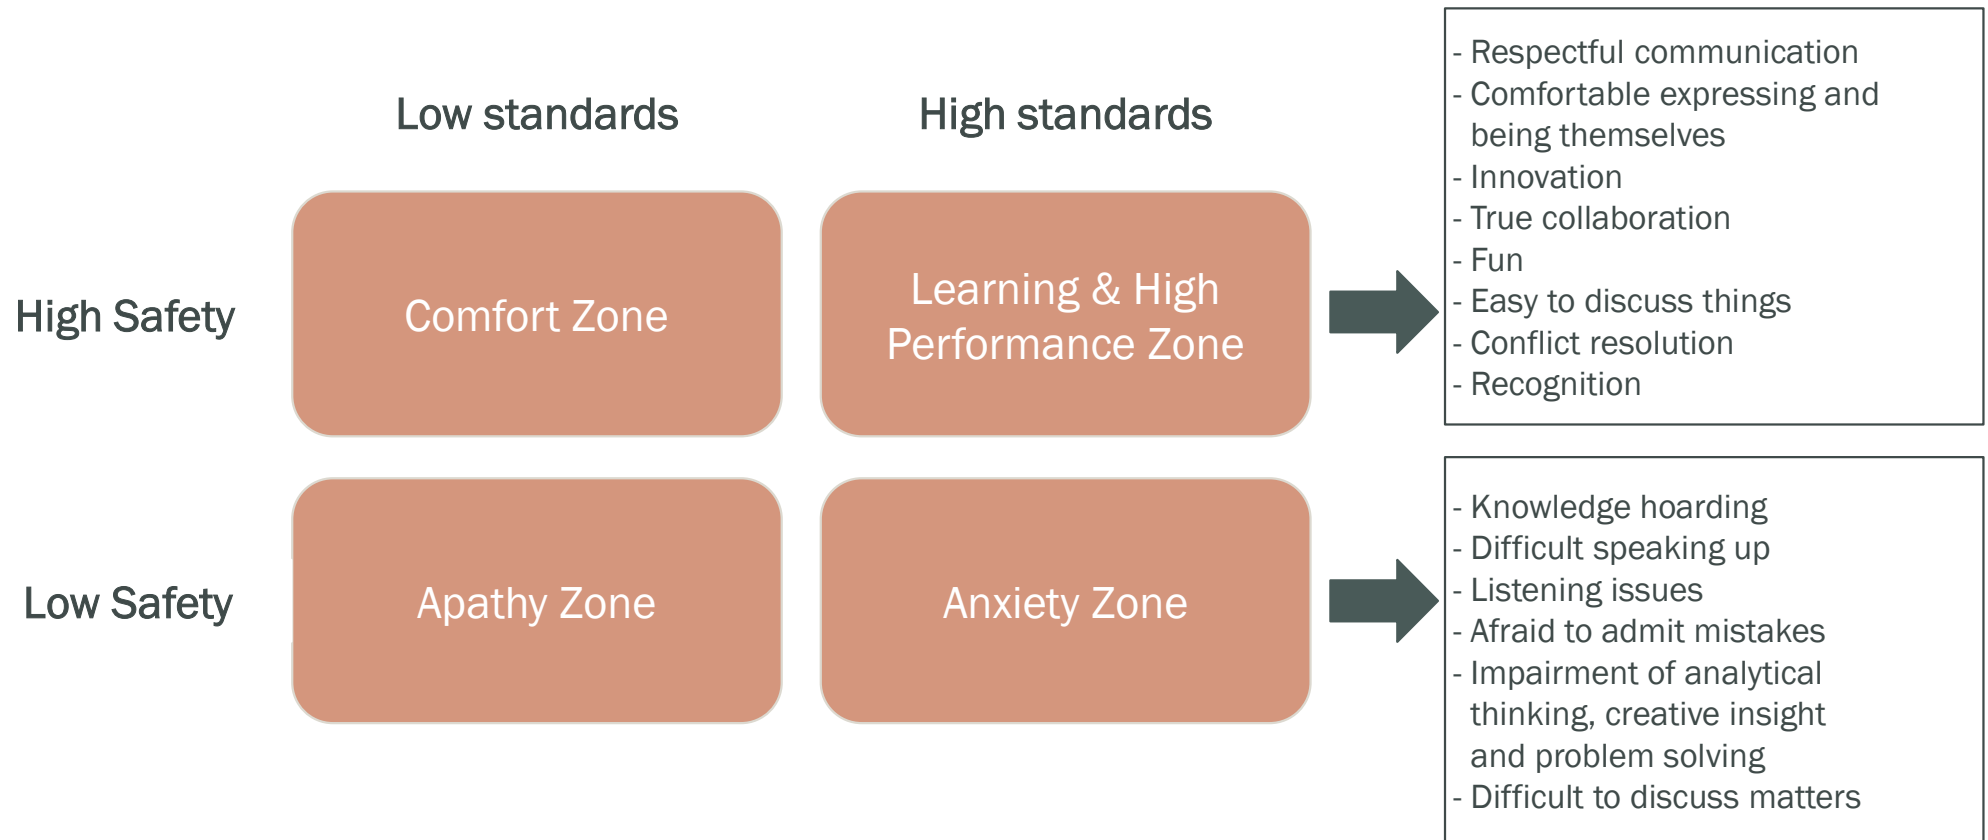 Low standards
High standards
High Safety
Comfort Zone
Learning & High
Performance Zone
- Respectful communication
- Comfortable expressing and
being themselves
- Innovation
- True collaboration
- Fun
- Easy to discuss things
- Conflict resolution
- Recognition
Low Safety
Apathy Zone
Anxiety Zone
- Knowledge hoarding
- Difficult speaking up
- Listening issues
- Afraid to admit mistakes
- Impairment of analytical
thinking, creative insight
and problem solving
- Difficult to discuss matters